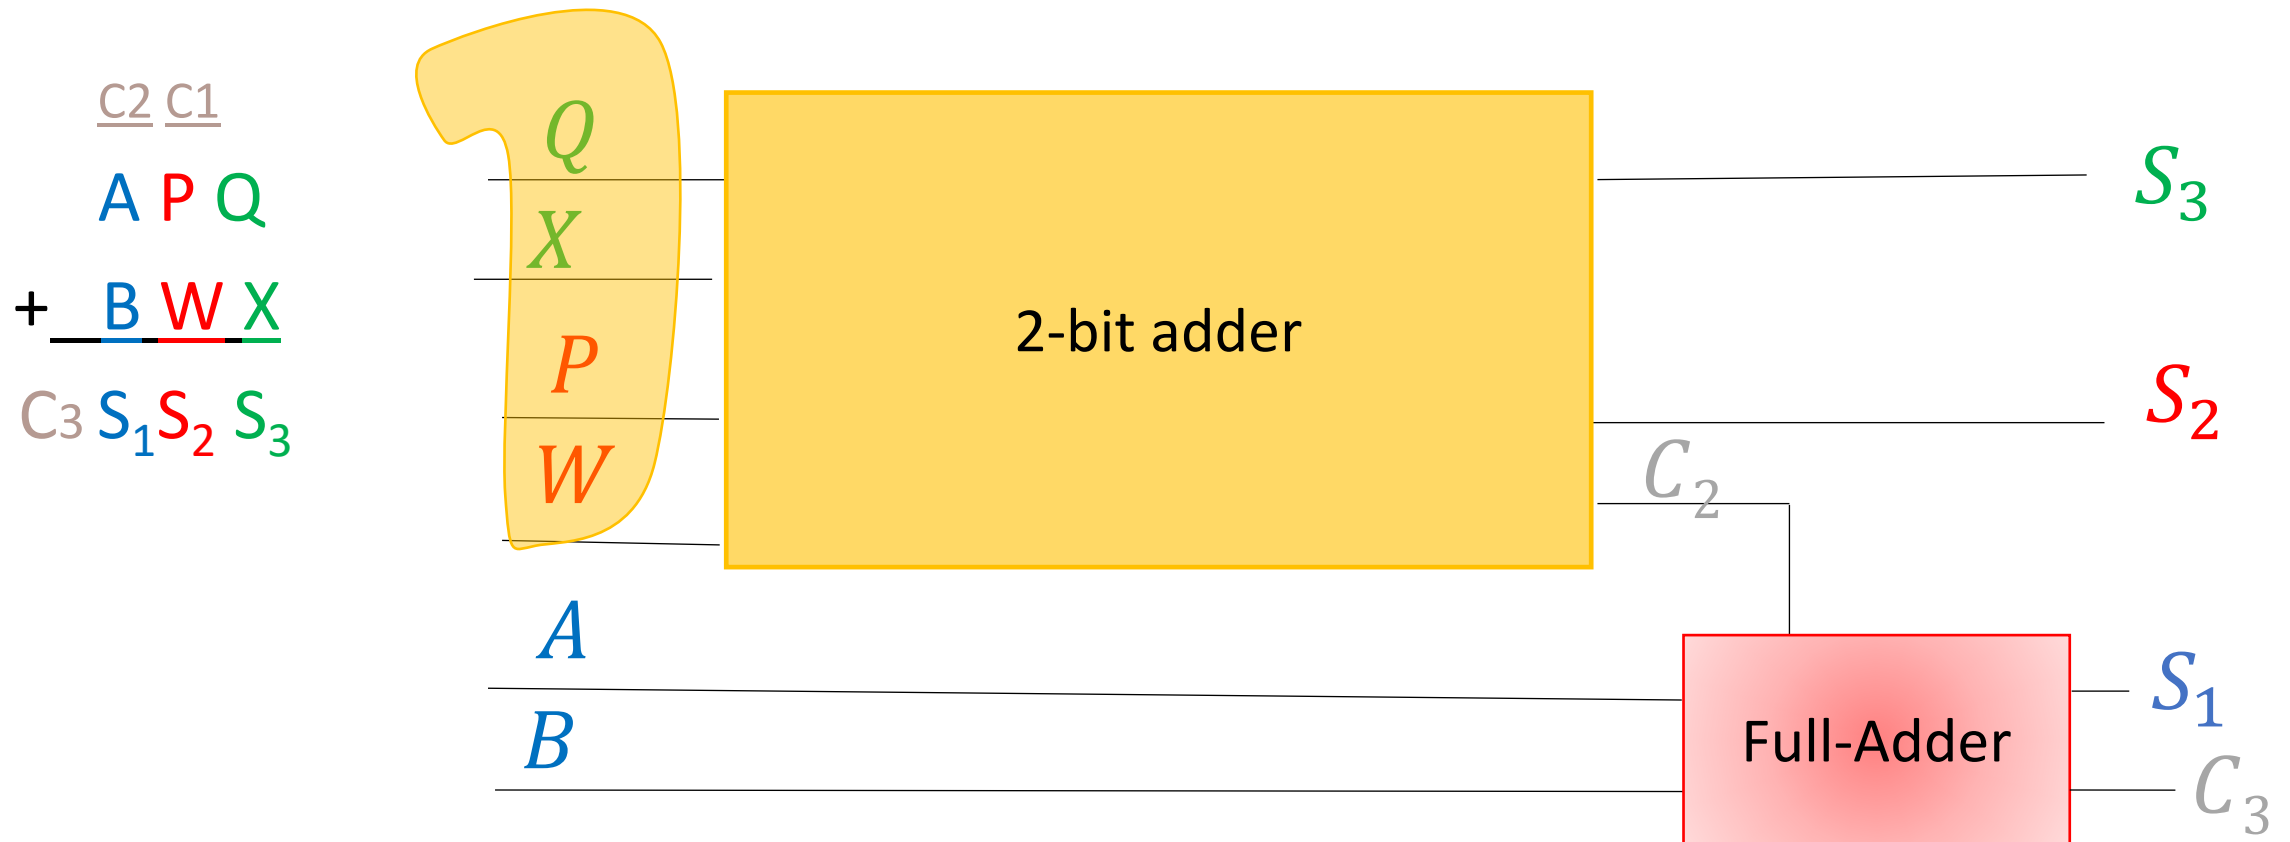 C2 C1
A P Q
+ B W X
C3 S₁ S₂ S₃
Q
X
P
W
A
B
2-bit adder
S₃
S₂
C₂
Full-Adder
S₁
C₃